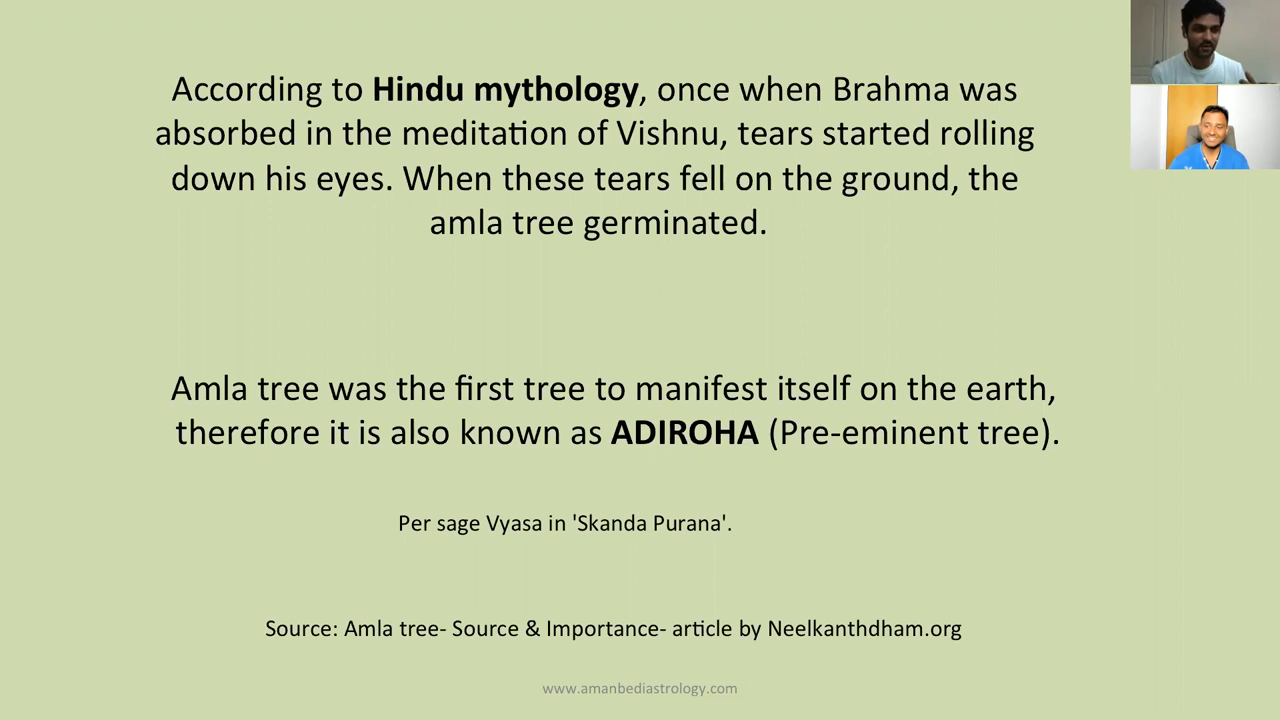 According to Hindu mythology, once when Brahma was
absorbed in the meditation of Vishnu, tears started rolling
down his eyes. When these tears fell on the ground, the
amla tree germinated.
Amla tree was the first tree to manifest itself on the earth,
therefore it is also known as ADIROHA (Pre-eminent tree).
Per sage Vyasa in 'Skanda Purana'.
Source: Amla tree- Source & Importance- article by Neelkanthdham.org
www.amanbediastrology.com